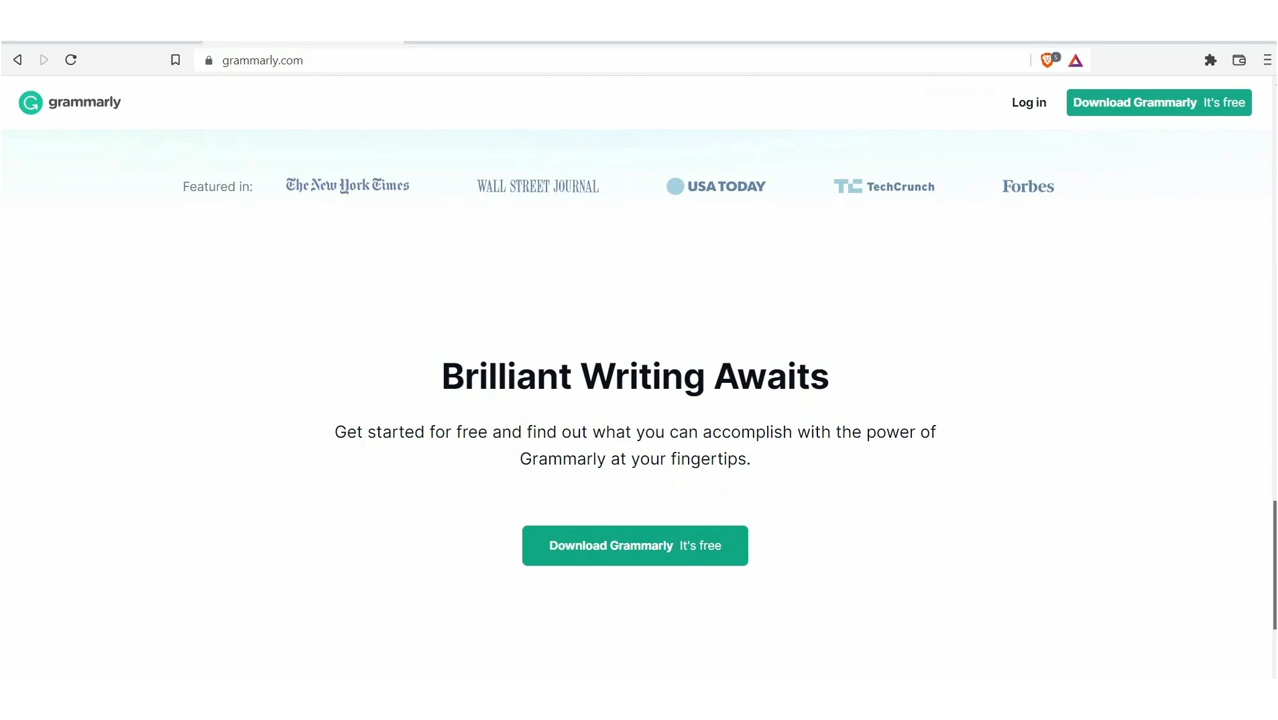 grammarly.com
5
grammarly
Log in
Download Grammarly It's free
Featured in:
The New York Times
WALL STREET JOURNAL
USA TODAY
TC TechCrunch
Forbes
Brilliant Writing Awaits
Get started for free and find out what you can accomplish with the power of
Grammarly at your fingertips.
Download Grammarly It's free